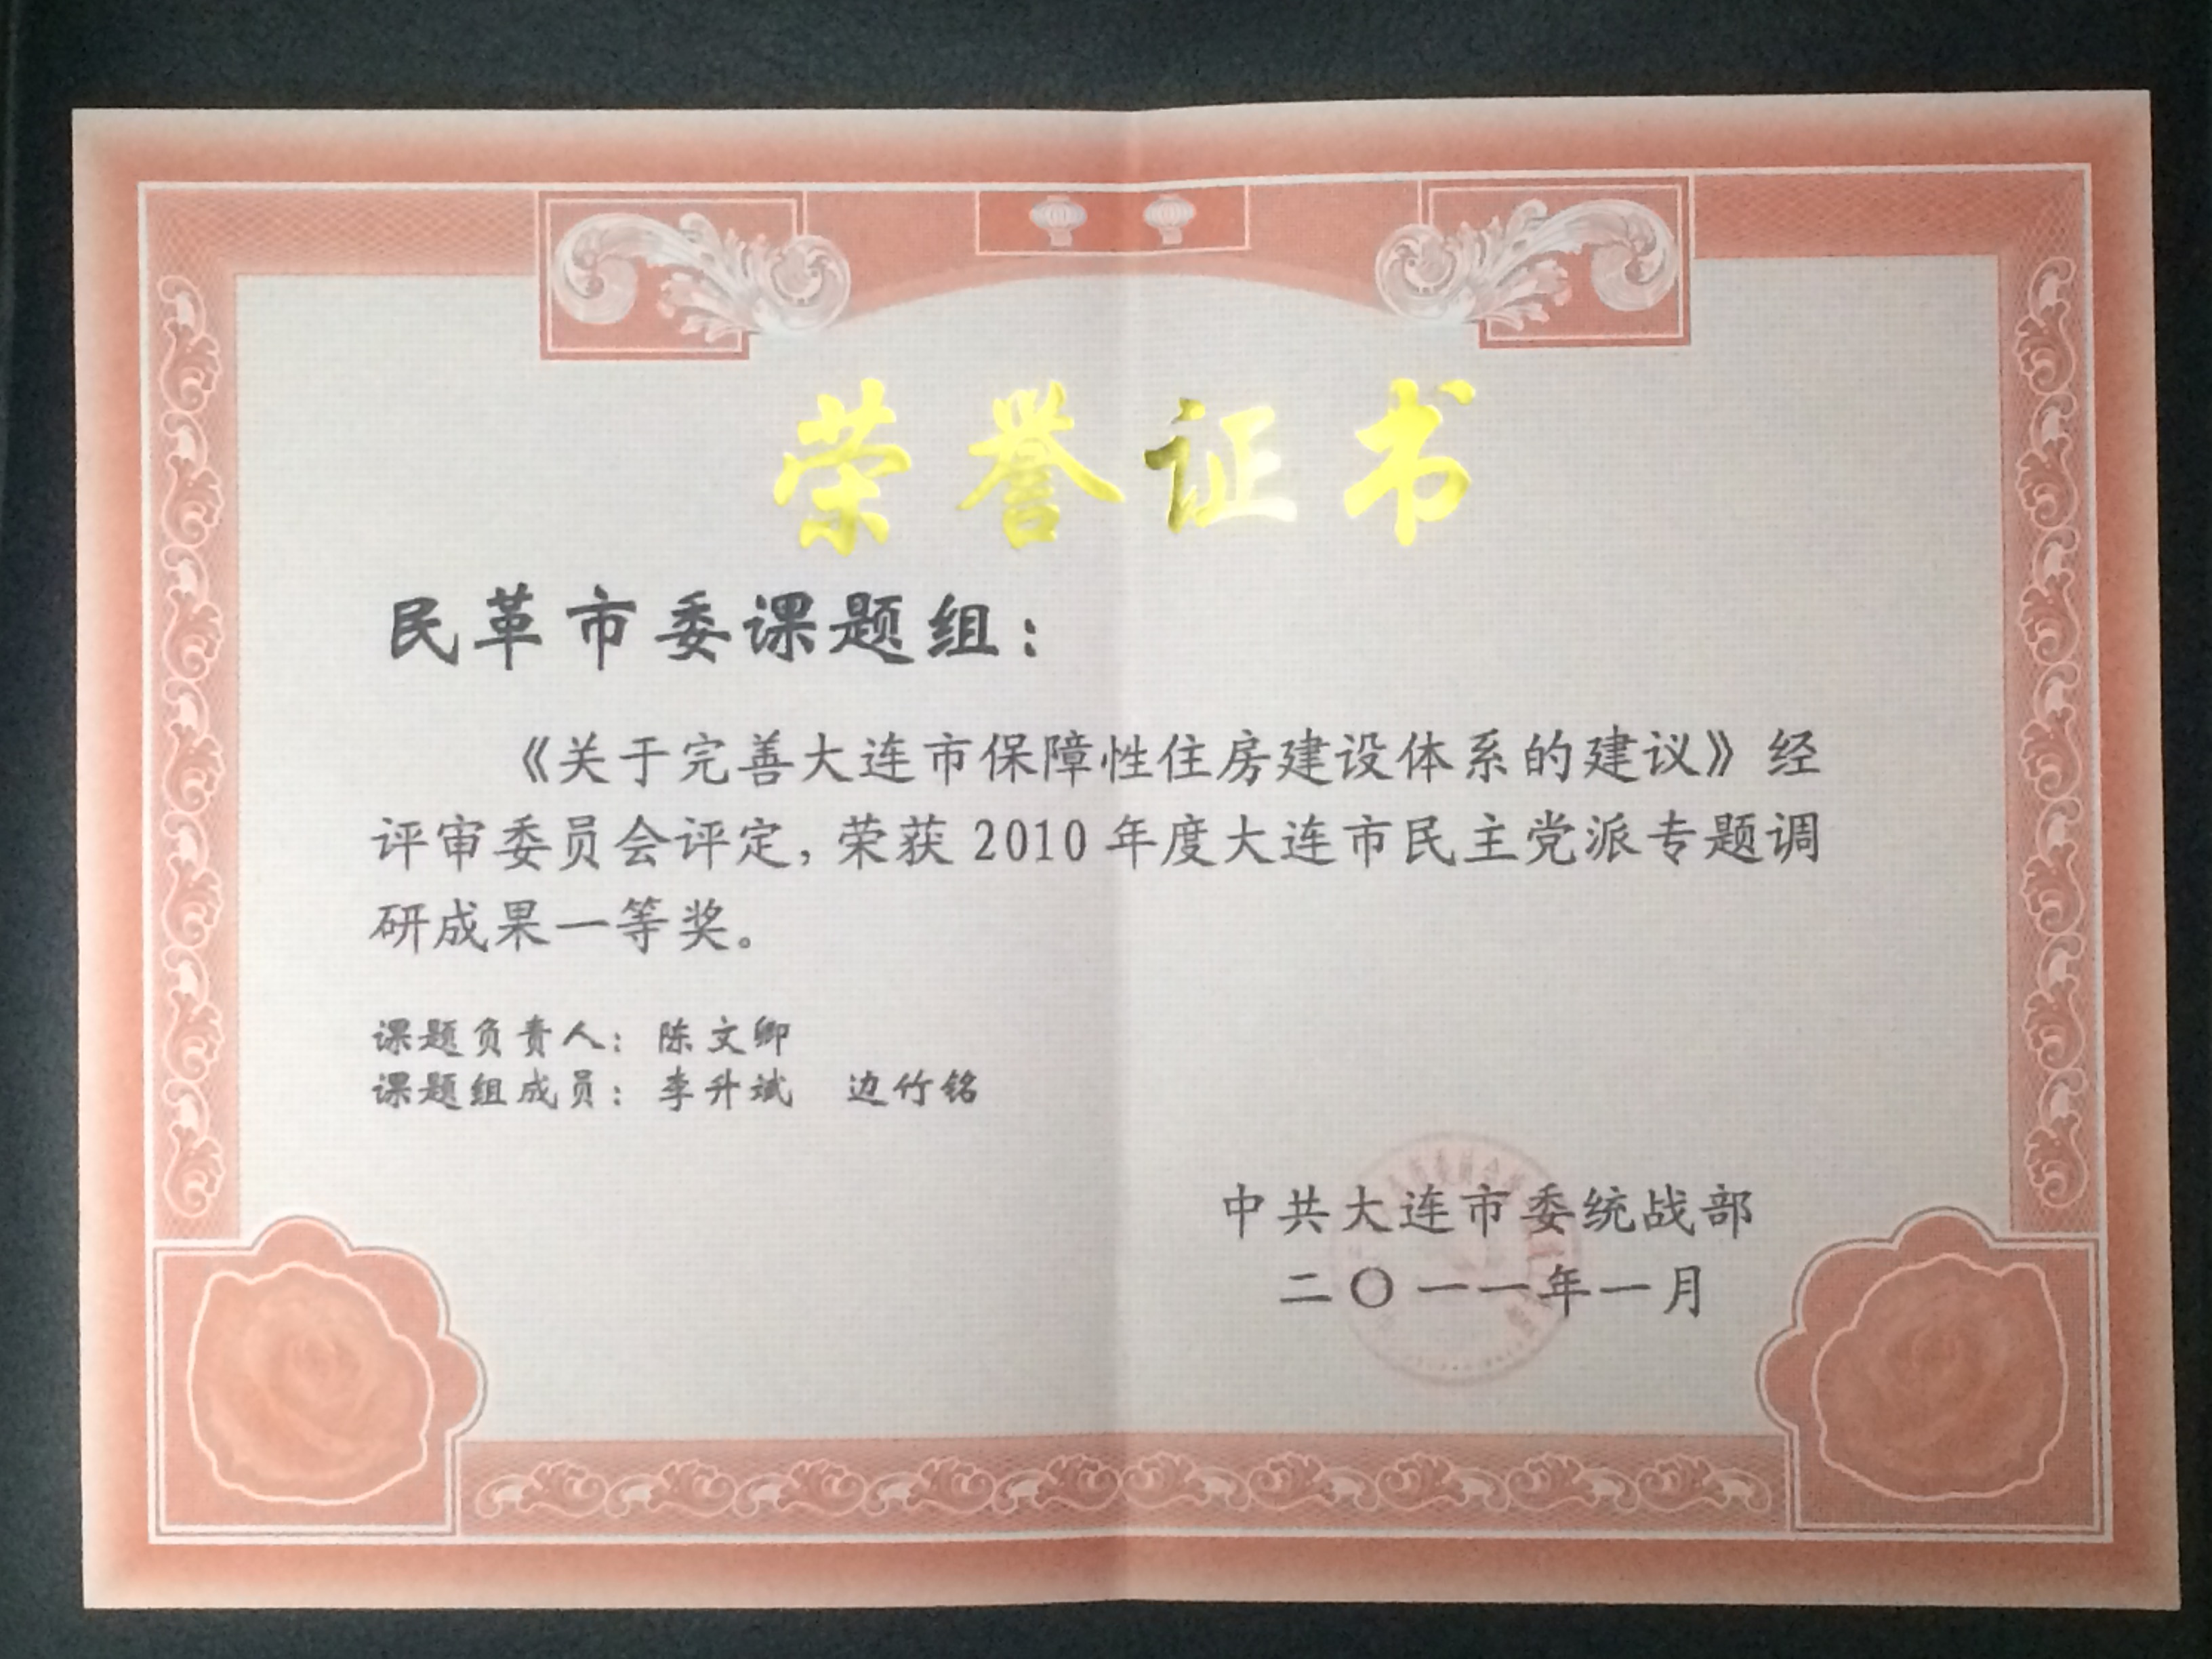 荣誉证书
民革市委课题组：
《关于完善大连市保障性住房建设体系的建议》经
评审委员会评定，荣获 2010 年度大连市民主党派专题调
研成果一等奖。
课题负责人：陈文卿
课题组成员：李升斌　边竹铭
中共大连市委统战部
二〇一一年一月